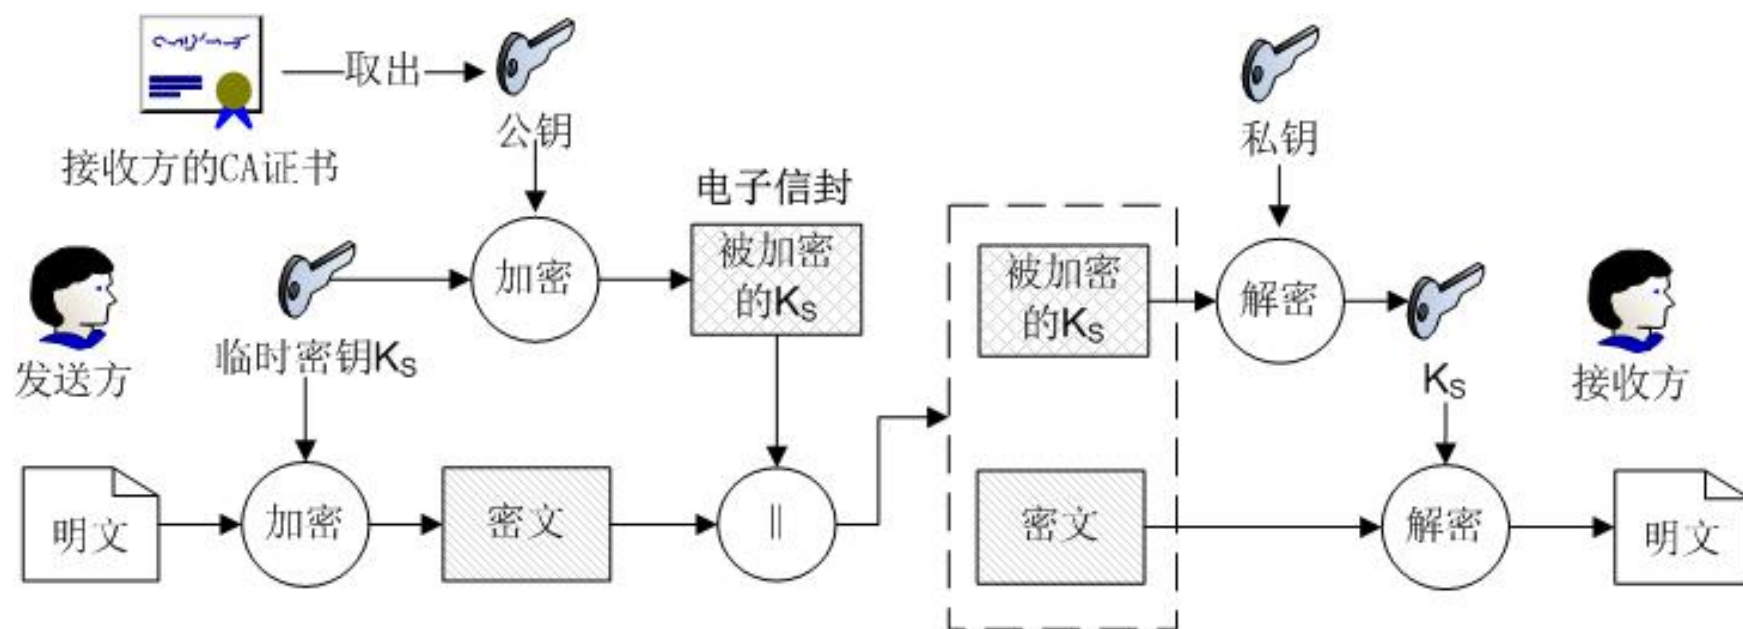 取出
公钥
私钥
接收方的CA证书
电子信封
被加密
的KS
加密
被加密
的KS
解密
临时密钥KS
发送方
KS
接收方
明文
加密
密文
||
密文
解密
明文